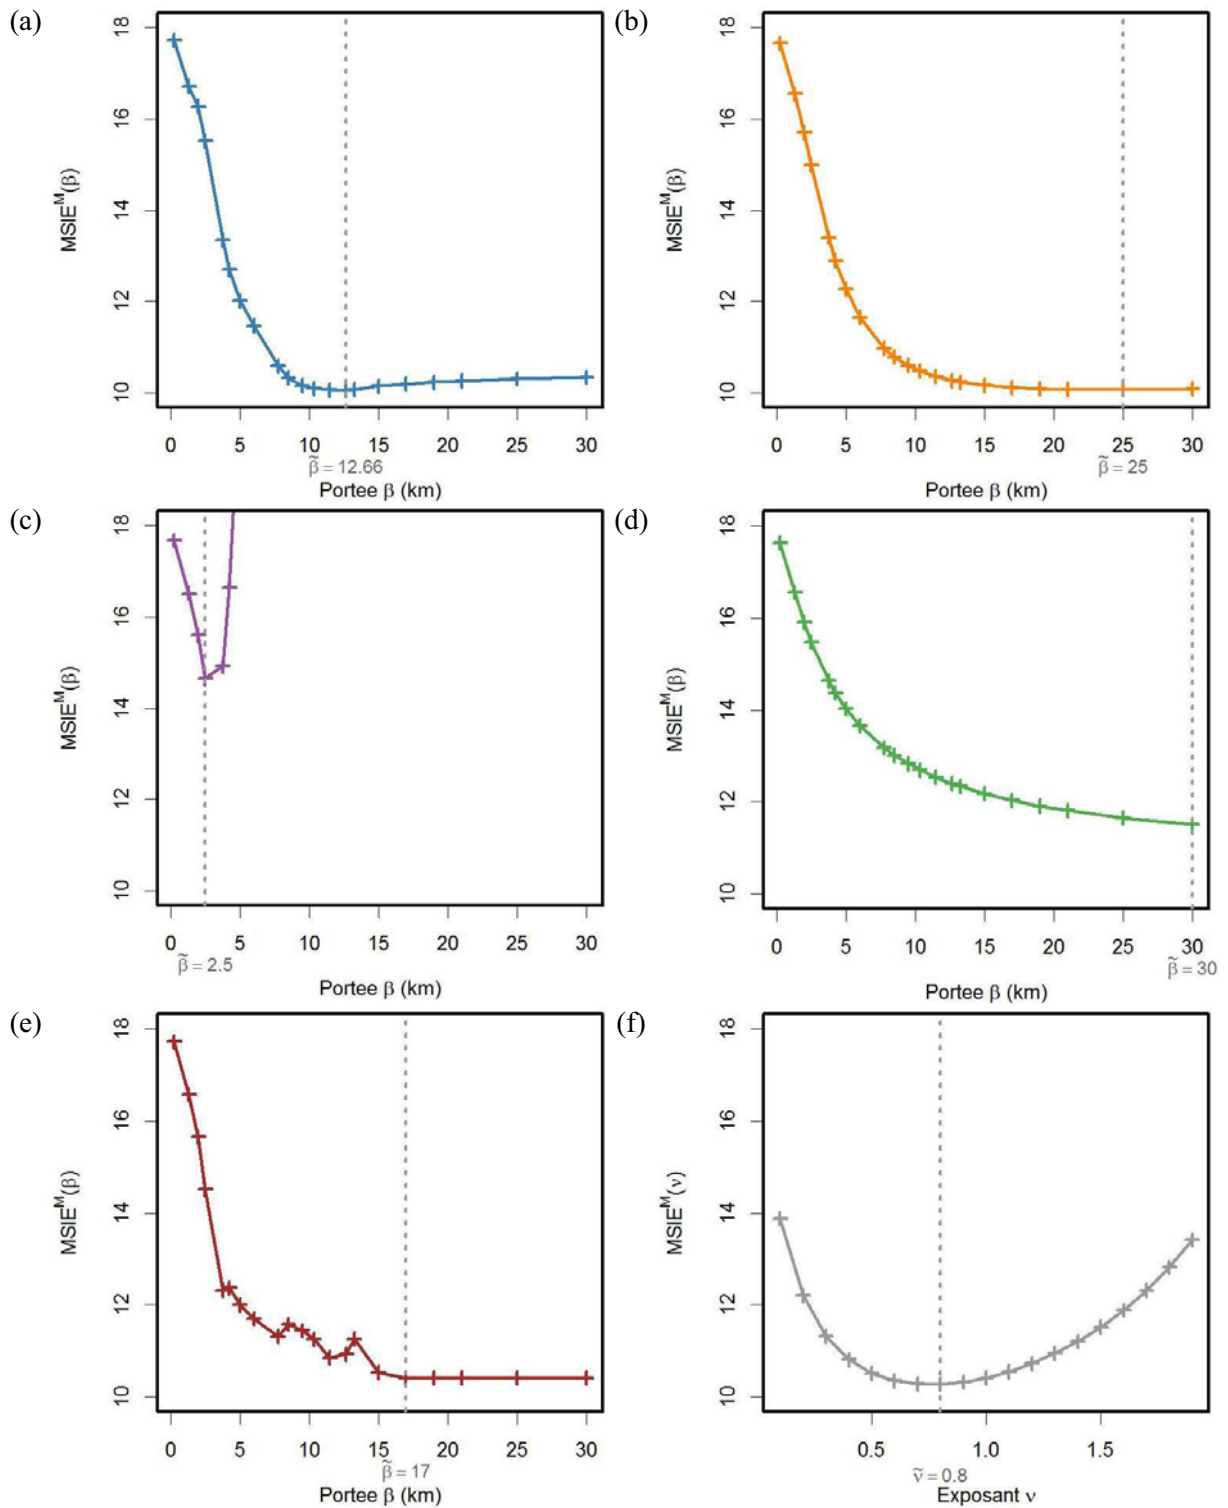 (a)
18
16
14
12
10
MSIE^M(β)
0 5 10 15 20 25 30
β̃ = 12.66
Portee β (km)
(b)
18
16
14
12
10
MSIE^M(β)
0 5 10 15 20 25 30
β̃ = 25
Portee β (km)
(c)
18
16
14
12
10
MSIE^M(β)
0 5 10 15 20 25 30
β̃ = 2.5
Portee β (km)
(d)
18
16
14
12
10
MSIE^M(β)
0 5 10 15 20 25 30
β̃ = 30
Portee β (km)
(e)
18
16
14
12
10
MSIE^M(β)
0 5 10 15 20 25 30
β̃ = 17
Portee β (km)
(f)
18
16
14
12
10
MSIE^M(ν)
0.5 1.0 1.5
ν̃ = 0.8
Exposant ν